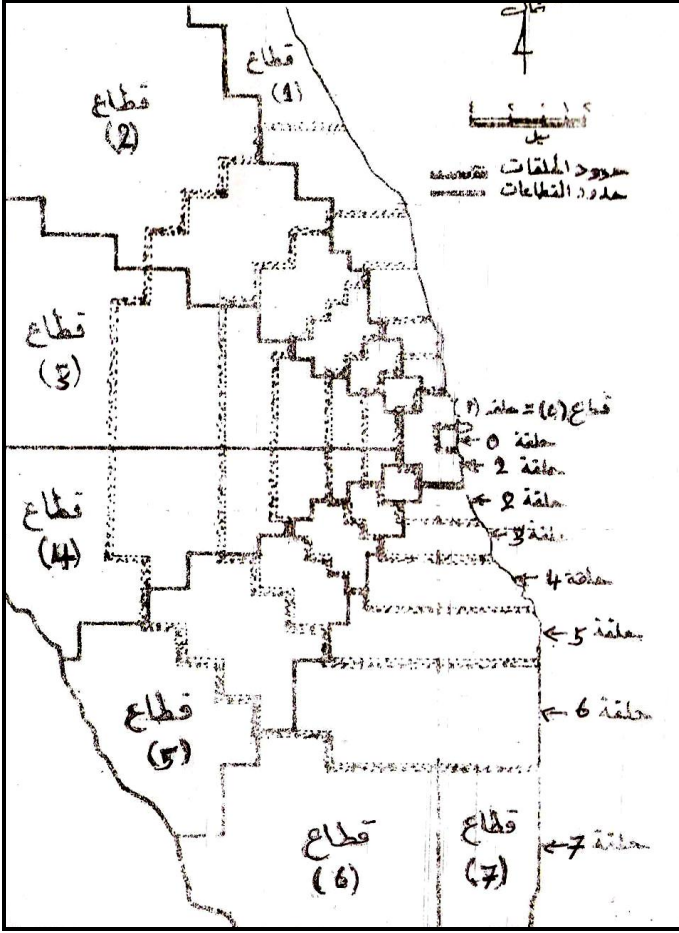 شمال
قطاع
(1)
قطاع
(2)
ميل
حدود الحلقات
حدود القطاعات
قطاع
(3)
قطاع (0) = حلقة (1)
حلقة 0
حلقة 2
حلقة 2
قطاع
(4)
حلقة 3
حلقة 4
حلقة 5
حلقة 6
قطاع
(5)
قطاع
(6)
قطاع
(7)
حلقة 7